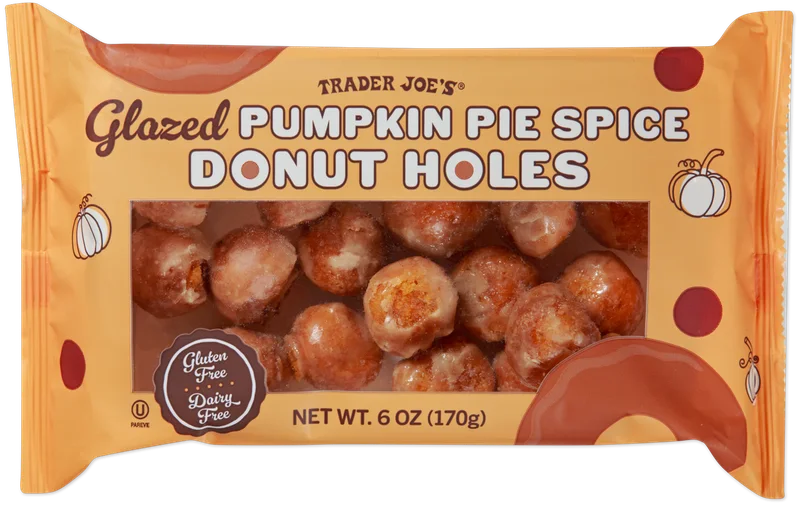 TRADER JOE'S®
Glazed PUMPKIN PIE SPICE
DONUT HOLES
Gluten
Free
Dairy
Free
U
PAREVE
NET WT. 6 OZ (170g)